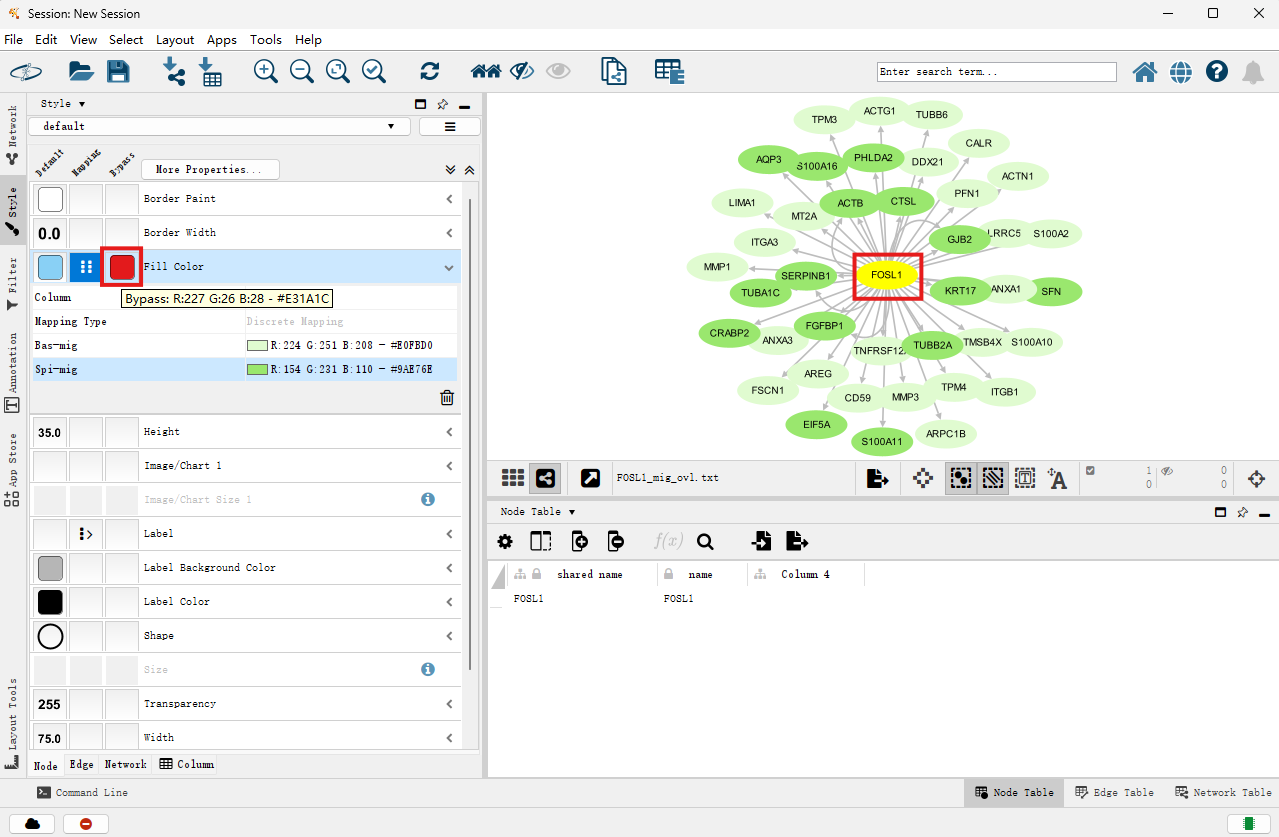 Session: New Session
File Edit View Select Layout Apps Tools Help
Enter search term...
Network
Style
Filter
Annotation
App Store
Layout Tools
Style
default
Default Mapping Bypass More Properties...
Border Paint
0.0 Border Width
Fill Color
Column
Bypass: R:227 G:26 B:28 - #E31A1C
Mapping Type Discrete Mapping
Bas-mig R:224 G:251 B:208 - #E0FBD0
Spi-mig R:154 G:231 B:110 - #9AE76E
35.0 Height
Image/Chart 1
Image/Chart Size 1
Label
Label Background Color
Label Color
Shape
Size
255 Transparency
75.0 Width
Node Edge Network Column
ACTG1
TPM3 TUBB6
CALR
AQP3 S100A16 PHLDA2 DDX21
ACTN1
LIMA1 MT2A ACTB CTSL PFN1
ITGA3 GJB2 LRRC5 S100A2
MMP1 SERPINB1 FOSL1
TUBA1C KRT17 ANXA1 SFN
CRABP2 ANXA3 FGFBP1
TNFRSF12 TUBB2A TMSB4X S100A10
AREG
FSCN1 CD59 MMP3 TPM4 ITGB1
EIF5A
S100A11 ARPC1B
FOSL1_mig_ovl.txt T A 1 0 0 0
Node Table
f(x)
shared name name Column 4
FOSL1 FOSL1
Command Line Node Table Edge Table Network Table